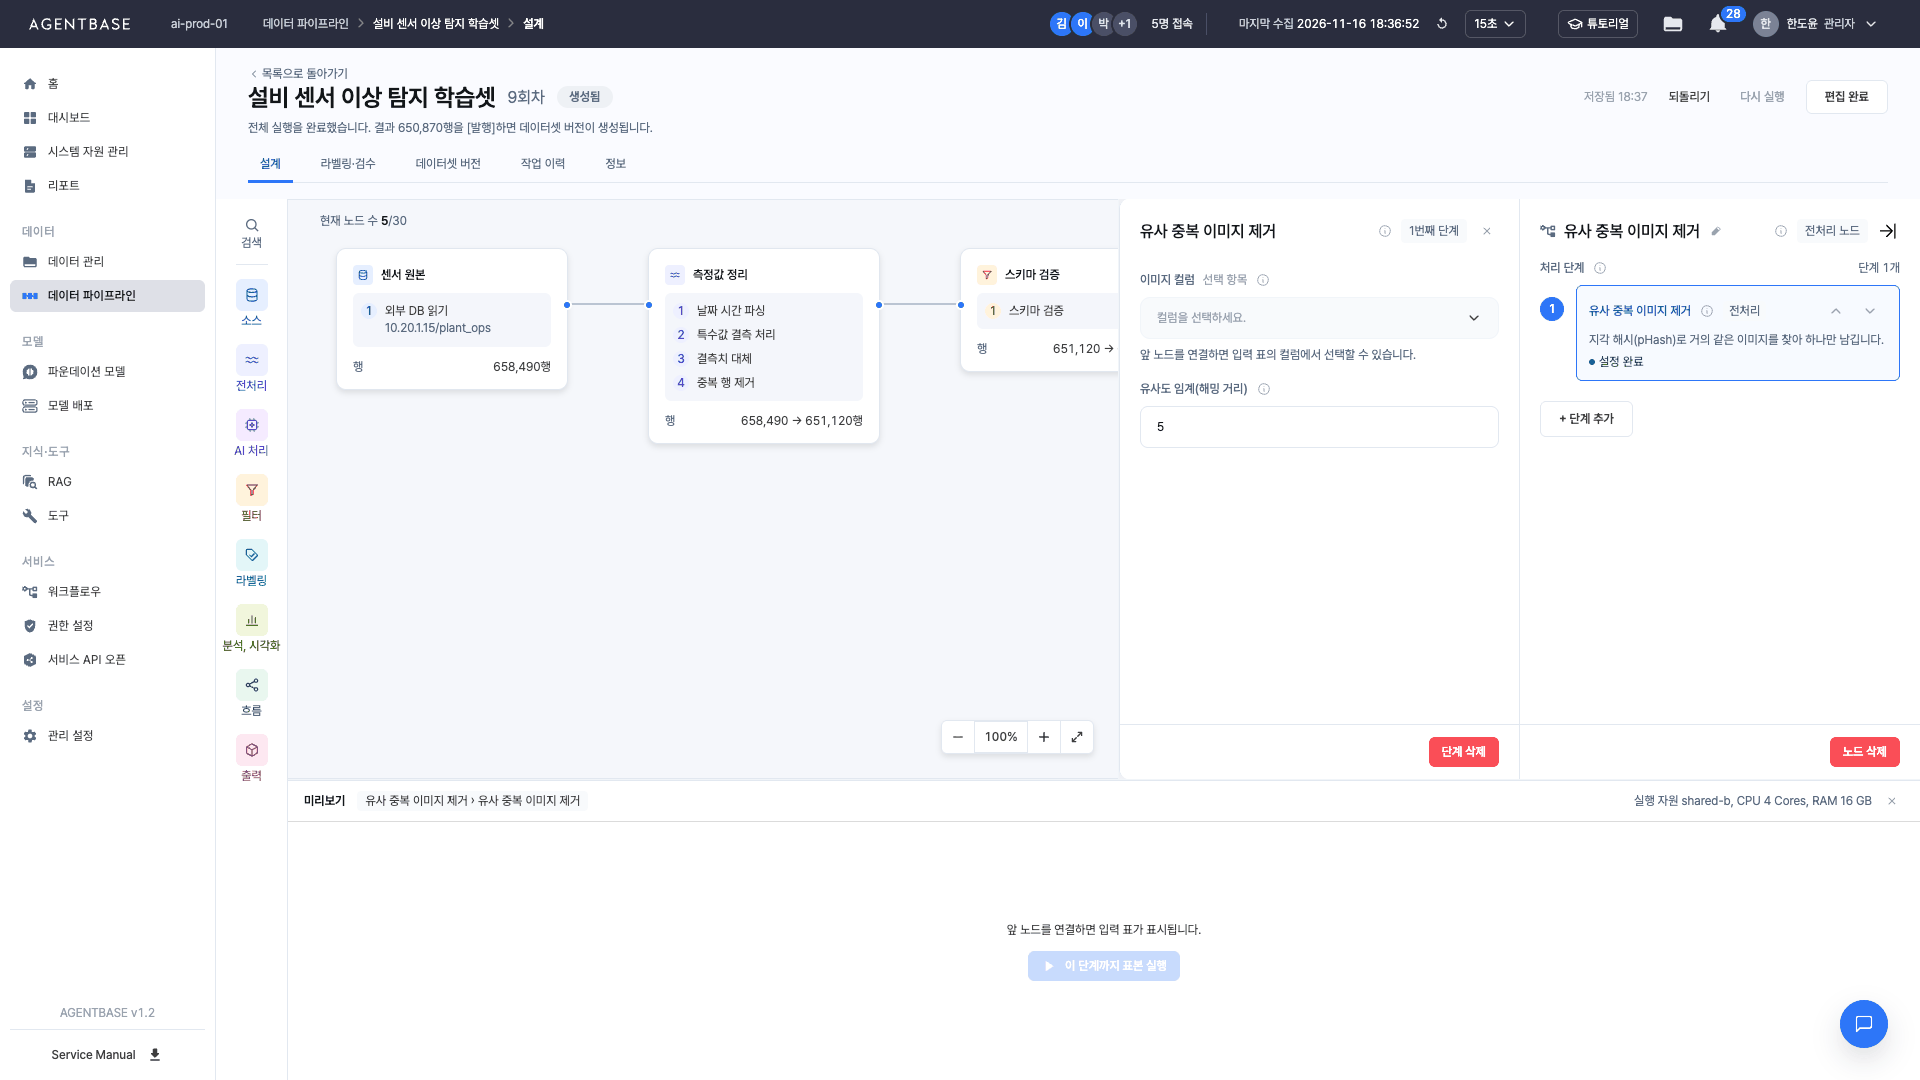 AGENTBASE
ai-prod-01
데이터 파이프라인 > 설비 센서 이상 탐지 학습셋 > 설계
김 이 박 +1 5명 접속
마지막 수집 2026-11-16 18:36:52
15초
튜토리얼
28
한 한도윤 관리자
홈
대시보드
시스템 자원 관리
리포트
데이터
데이터 관리
데이터 파이프라인
모델
파운데이션 모델
모델 배포
지식·도구
RAG
도구
서비스
워크플로우
권한 설정
서비스 API 오픈
설정
관리 설정
AGENTBASE v1.2
Service Manual
목록으로 돌아가기
설비 센서 이상 탐지 학습셋 9회차 생성됨
전체 실행을 완료했습니다. 결과 650,870행을 [발행]하면 데이터셋 버전이 생성됩니다.
저장됨 18:37
되돌리기
다시 실행
편집 완료
설계
라벨링·검수
데이터셋 버전
작업 이력
정보
검색
소스
전처리
AI 처리
필터
라벨링
분석, 시각화
흐름
출력
현재 노드 수 5/30
센서 원본
1 외부 DB 읽기
10.20.1.15/plant_ops
행 658,490행
측정값 정리
1 날짜 시간 파싱
2 특수값 결측 처리
3 결측치 대체
4 중복 행 제거
행 658,490 → 651,120행
스키마 검증
1 스키마 검증
행 651,120 →
100%
유사 중복 이미지 제거
1번째 단계
이미지 컬럼 선택 항목
컬럼을 선택하세요.
앞 노드를 연결하면 입력 표의 컬럼에서 선택할 수 있습니다.
유사도 임계(해밍 거리)
5
단계 삭제
유사 중복 이미지 제거
전처리 노드
처리 단계
단계 1개
1
유사 중복 이미지 제거 전처리
지각 해시(pHash)로 거의 같은 이미지를 찾아 하나만 남깁니다.
설정 완료
+ 단계 추가
노드 삭제
미리보기
유사 중복 이미지 제거 › 유사 중복 이미지 제거
실행 자원 shared-b, CPU 4 Cores, RAM 16 GB
앞 노드를 연결하면 입력 표가 표시됩니다.
이 단계까지 표본 실행